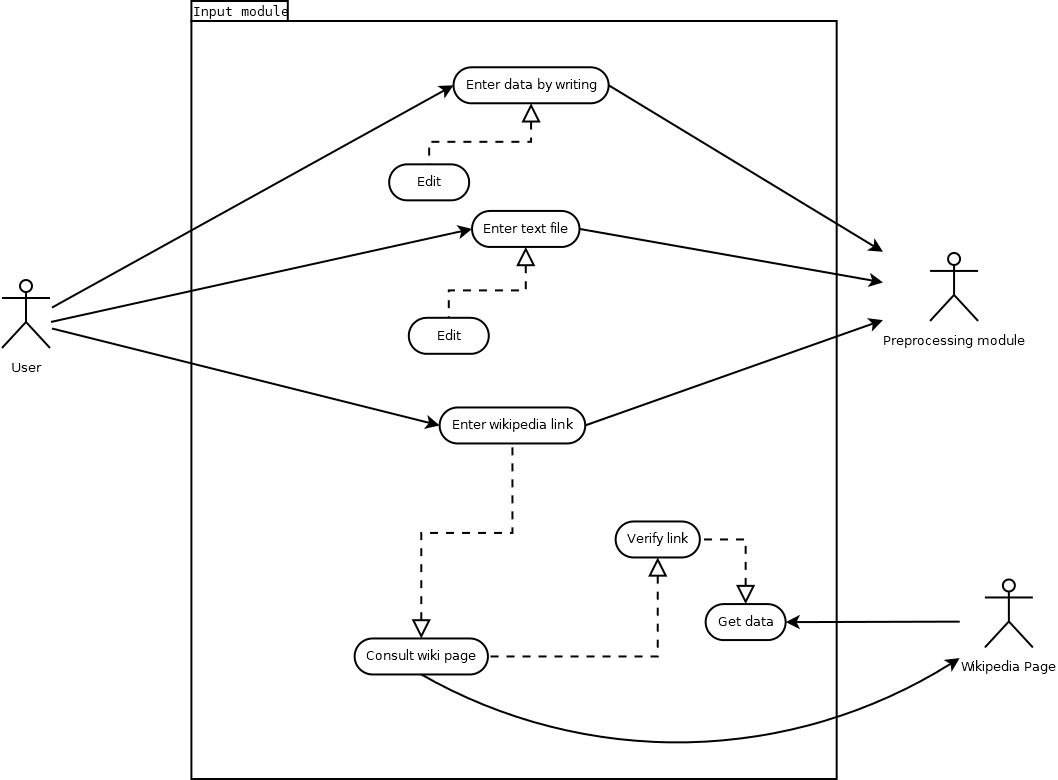 Input module
Enter data by writing
Edit
Enter text file
Edit
User
Preprocessing module
Enter wikipedia link
Verify link
Get data
Consult wiki page
Wikipedia Page